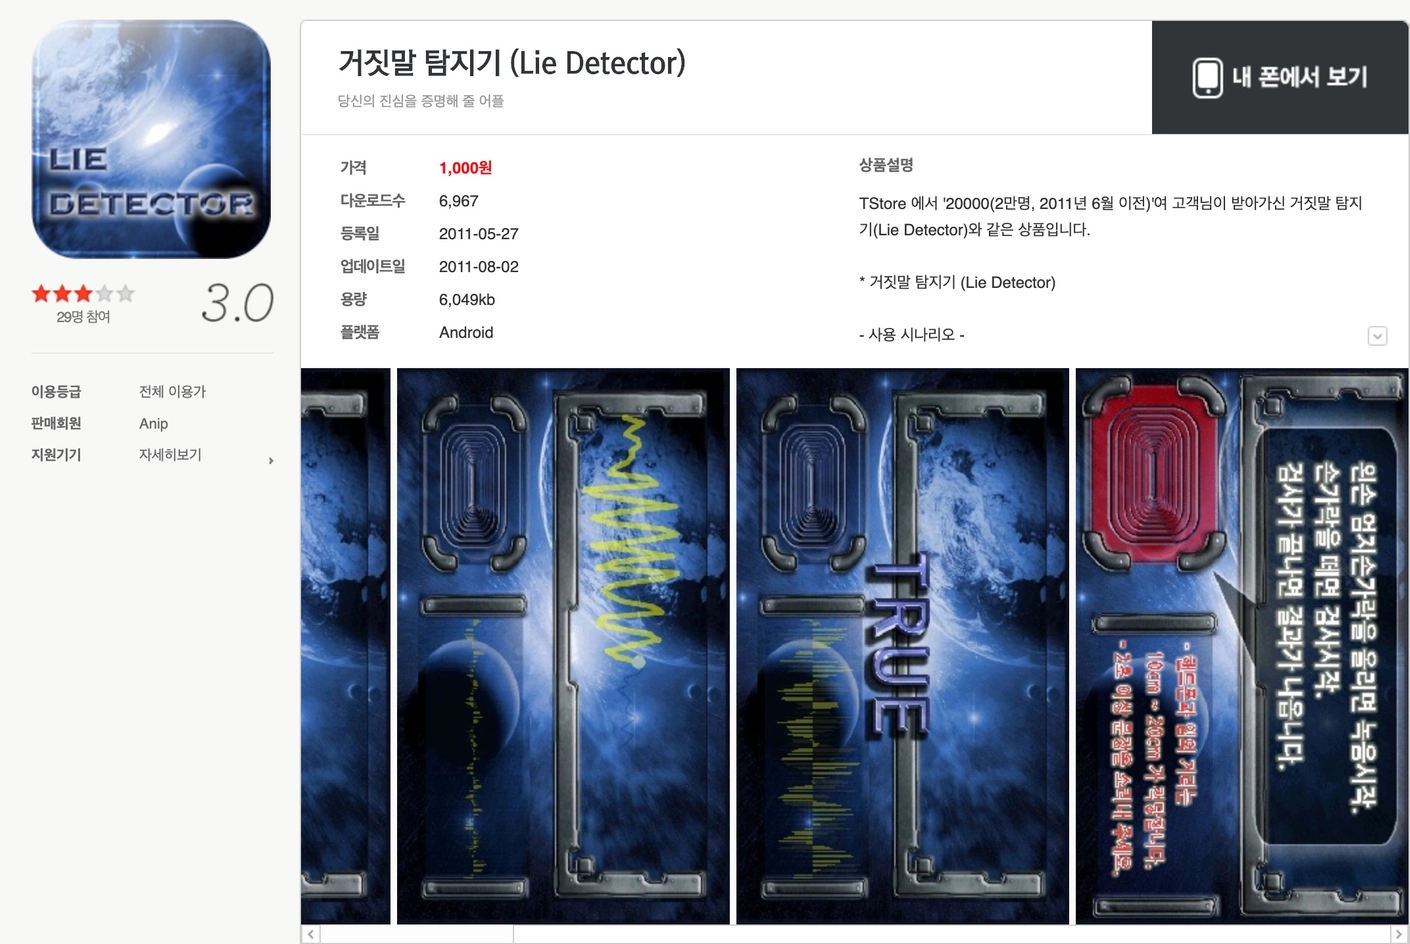 LIE
DETECTOR
3.0
29명 참여
이용등급 전체 이용가
판매회원 Anip
지원기기 자세히보기
거짓말 탐지기 (Lie Detector)
당신의 진심을 증명해 줄 어플
내 폰에서 보기
가격 1,000원
다운로드수 6,967
등록일 2011-05-27
업데이트일 2011-08-02
용량 6,049kb
플랫폼 Android
상품설명
TStore 에서 '20000(2만명, 2011년 6월 이전)'여 고객님이 받아가신 거짓말 탐지
기(Lie Detector)와 같은 상품입니다.
* 거짓말 탐지기 (Lie Detector)
- 사용 시나리오 -
TRUE
왼손 엄지손가락을 올리면 녹음시작.
손가락을 떼면 검사시작.
검사가 끝나면 결과가 나옵니다.
- 핸드폰과 입의 거리는
10cm ~ 20cm 가 적당합니다.
- 2초 이상 문장을 소리내 주세요.